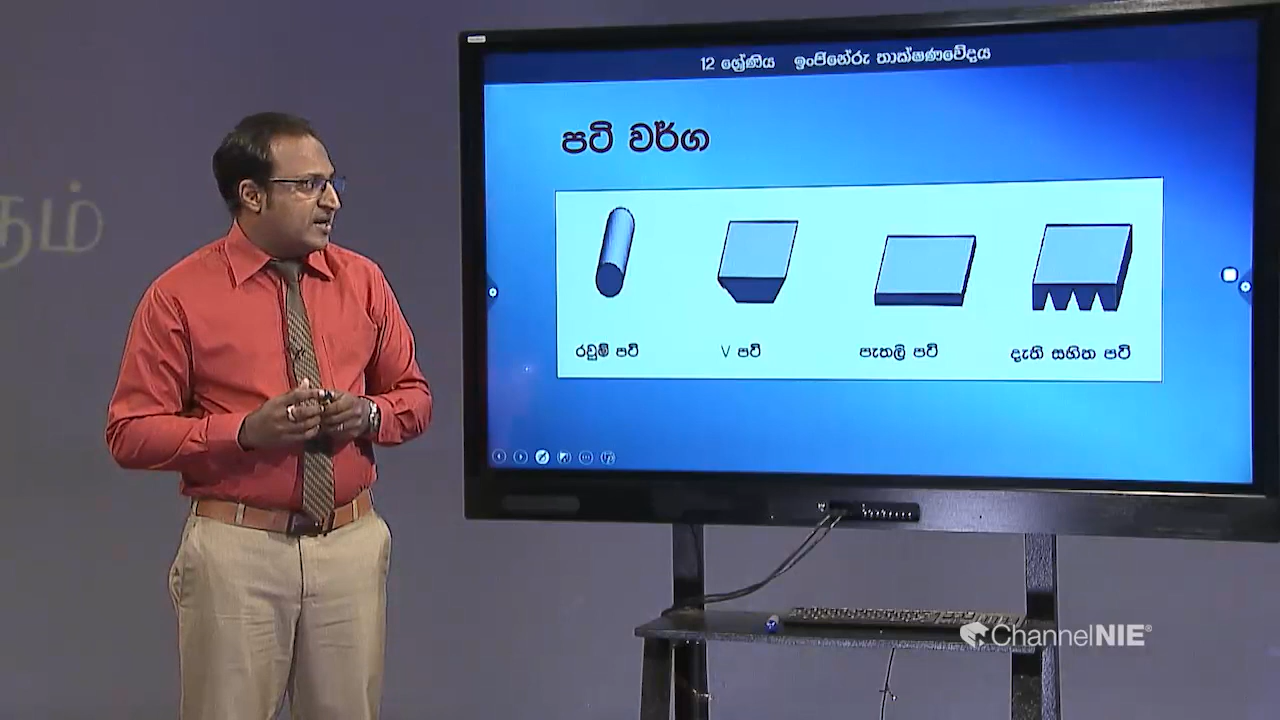 12 ශ්‍රේණිය ඉංජිනේරු තාක්ෂණවේදය
පටි වර්ග
රවුම් පටි
V පටි
පැතලි පටි
දැති සහිත පටි
ChannelNIE®